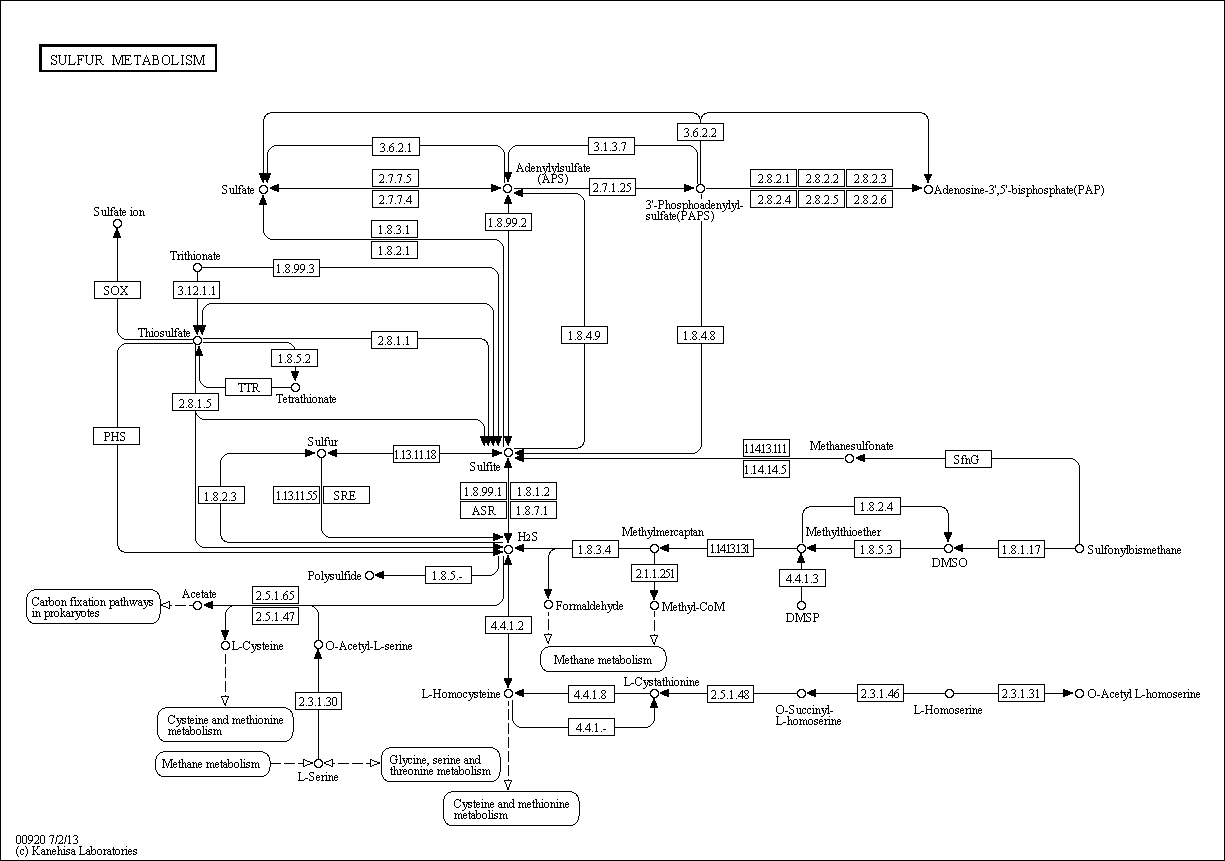 SULFUR METABOLISM
3.6.2.2
3.6.2.1
3.1.3.7
Adenylylsulfate
(APS)
2.7.7.5
2.7.7.4
2.7.1.25
2.8.2.1 2.8.2.2 2.8.2.3
2.8.2.4 2.8.2.5 2.8.2.6
Sulfate
Adenosine-3',5'-bisphosphate(PAP)
3'-Phosphoadenylyl-
sulfate(PAPS)
Sulfate ion
1.8.99.2
1.8.3.1
1.8.2.1
Trithionate
1.8.99.3
SOX
3.12.1.1
Thiosulfate
2.8.1.1
1.8.4.9
1.8.4.8
1.8.5.2
TTR
Tetrathionate
2.8.1.5
PHS
Sulfur
1.13.11.18
Sulfite
1.14.13.111
1.14.14.5
Methanesulfonate
SfnG
1.8.2.3
1.13.11.55
SRE
1.8.99.1 1.8.1.2
ASR 1.8.7.1
1.8.2.4
H2S
Methylmercaptan
Methylthioether
1.8.3.4
1.14.13.131
1.8.5.3
DMSO
1.8.1.17
Sulfonylbismethane
Polysulfide
1.8.5.-
2.1.1.251
4.4.1.3
Carbon fixation pathways
in prokaryotes
Acetate
2.5.1.65
2.5.1.47
Formaldehyde
Methyl-CoM
DMSP
4.4.1.2
L-Cysteine
O-Acetyl-L-serine
Methane metabolism
L-Cystathionine
L-Homocysteine
4.4.1.8
2.5.1.48
2.3.1.46
2.3.1.31
O-Acetyl L-homoserine
2.3.1.30
O-Succinyl-
L-homoserine
L-Homoserine
4.4.1.-
Cysteine and methionine
metabolism
Methane metabolism
L-Serine
Glycine, serine and
threonine metabolism
Cysteine and methionine
metabolism
00920 7/2/13
(c) Kanehisa Laboratories